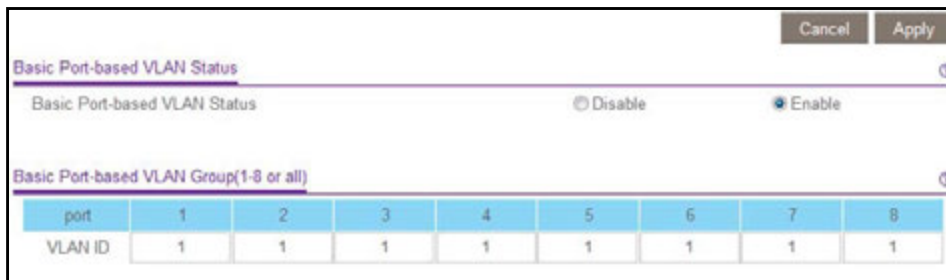 Cancel Apply
Basic Port-based VLAN Status
Basic Port-based VLAN Status Disable Enable
Basic Port-based VLAN Group(1-8 or all)
port 1 2 3 4 5 6 7 8
VLAN ID 1 1 1 1 1 1 1 1